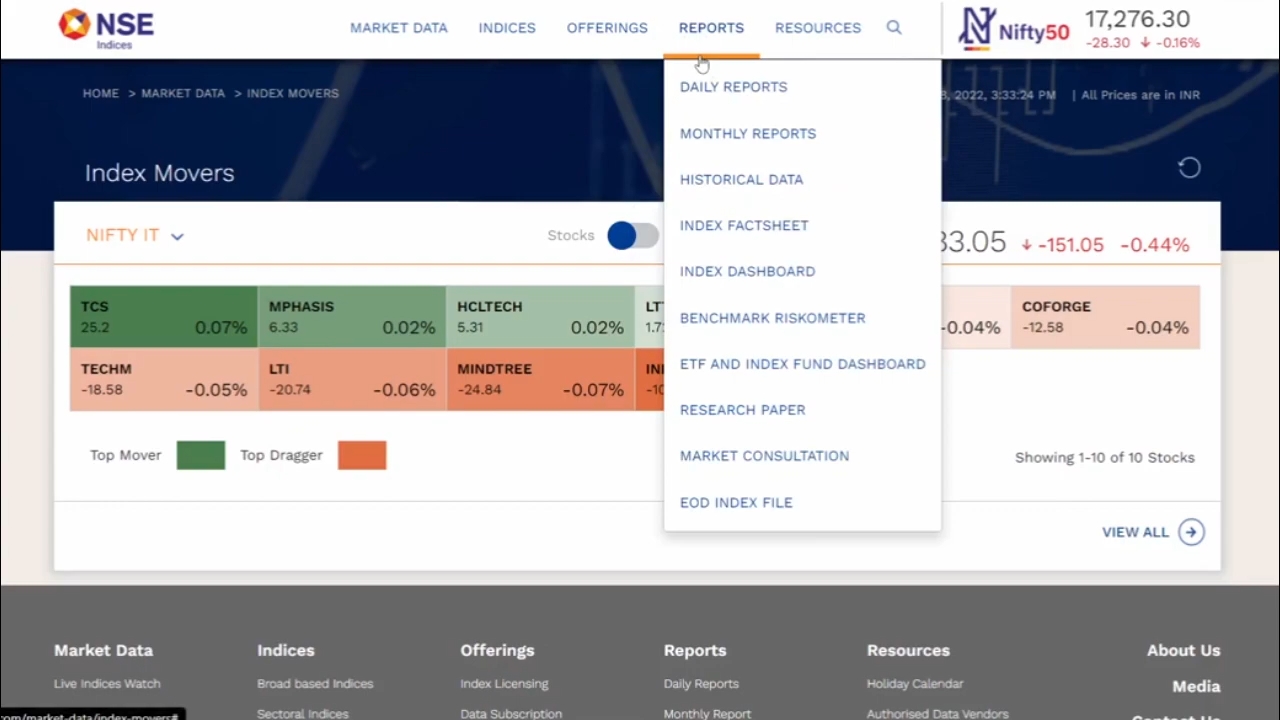 NSE
Indices
MARKET DATA INDICES OFFERINGS REPORTS RESOURCES
Nifty50
17,276.30
-28.30 ↓ -0.16%
HOME > MARKET DATA > INDEX MOVERS
2022, 3:33:24 PM | All Prices are in INR
Index Movers
DAILY REPORTS
MONTHLY REPORTS
HISTORICAL DATA
INDEX FACTSHEET
INDEX DASHBOARD
BENCHMARK RISKOMETER
ETF AND INDEX FUND DASHBOARD
RESEARCH PAPER
MARKET CONSULTATION
EOD INDEX FILE
NIFTY IT
Stocks
33.05 ↓ -151.05 -0.44%
TCS
25.2 0.07%
MPHASIS
6.33 0.02%
HCLTECH
5.31 0.02%
-0.04%
COFORGE
-12.58 -0.04%
TECHM
-18.58 -0.05%
LTI
-20.74 -0.06%
MINDTREE
-24.84 -0.07%
Top Mover Top Dragger
Showing 1-10 of 10 Stocks
VIEW ALL
Market Data Indices Offerings Reports Resources About Us
Live Indices Watch Broad based Indices Index Licensing Daily Reports Holiday Calendar Media
Sectoral Indices Data Subscription Monthly Report Authorised Data Vendors Contact Us
com/market-data/index-movers#